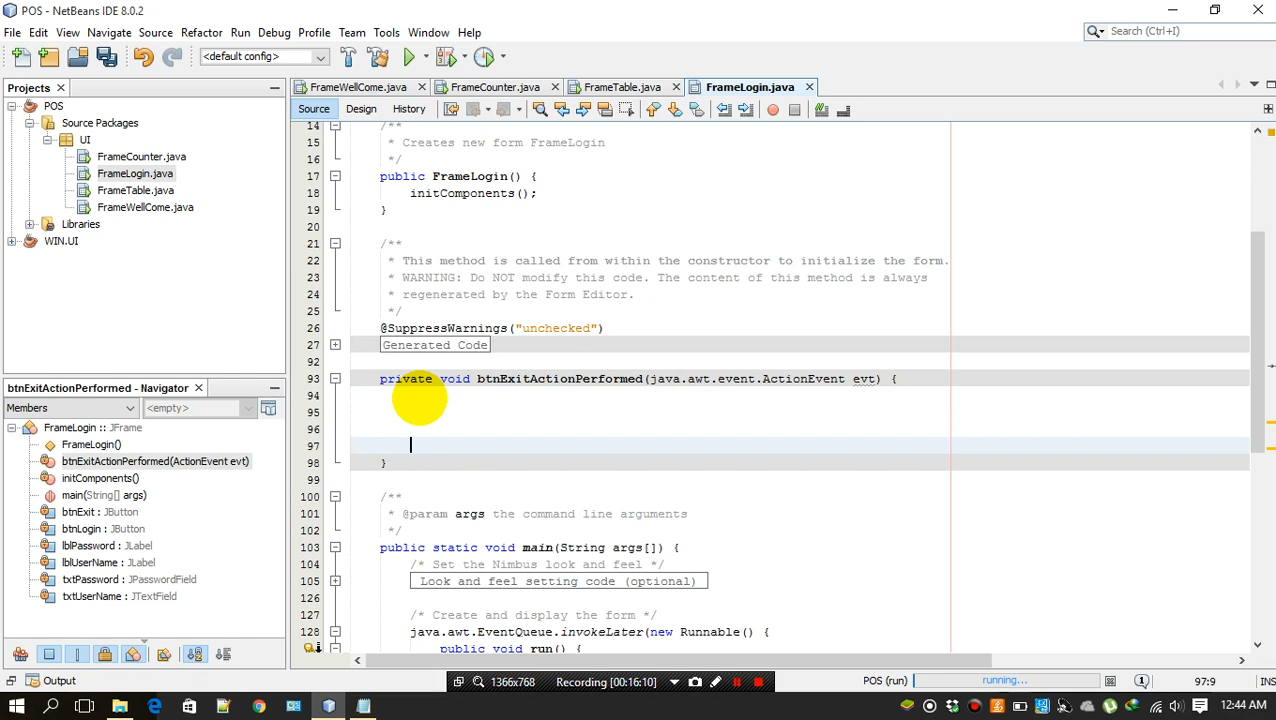 POS - NetBeans IDE 8.0.2
File Edit View Navigate Source Refactor Run Debug Profile Team Tools Window Help
Search (Ctrl+I)
<default config>
Projects
FrameWellCome.java FrameCounter.java FrameTable.java FrameLogin.java
POS
Source Packages
UI
FrameCounter.java
FrameLogin.java
FrameTable.java
FrameWellCome.java
Libraries
WIN.UI
Source Design History
14 /**
15 * Creates new form FrameLogin
16 */
17 public FrameLogin() {
18 initComponents();
19 }
20
21 /**
22 * This method is called from within the constructor to initialize the form.
23 * WARNING: Do NOT modify this code. The content of this method is always
24 * regenerated by the Form Editor.
25 */
26 @SuppressWarnings("unchecked")
27 Generated Code
92
93 private void btnExitActionPerformed(java.awt.event.ActionEvent evt) {
94
95
96
97
98 }
99
100 /**
101 * @param args the command line arguments
102 */
103 public static void main(String args[]) {
104 /* Set the Nimbus look and feel */
105 Look and feel setting code (optional)
126
127 /* Create and display the form */
128 java.awt.EventQueue.invokeLater(new Runnable() {
public void run() {
btnExitActionPerformed - Navigator
Members <empty>
FrameLogin :: JFrame
FrameLogin()
btnExitActionPerformed(ActionEvent evt)
initComponents()
main(String[] args)
btnExit : JButton
btnLogin : JButton
lblPassword : JLabel
lblUserName : JLabel
txtPassword : JPasswordField
txtUserName : JTextField
Output
1366x768 Recording [00:16:10]
POS (run) running... 97:9 INS
12:44 AM